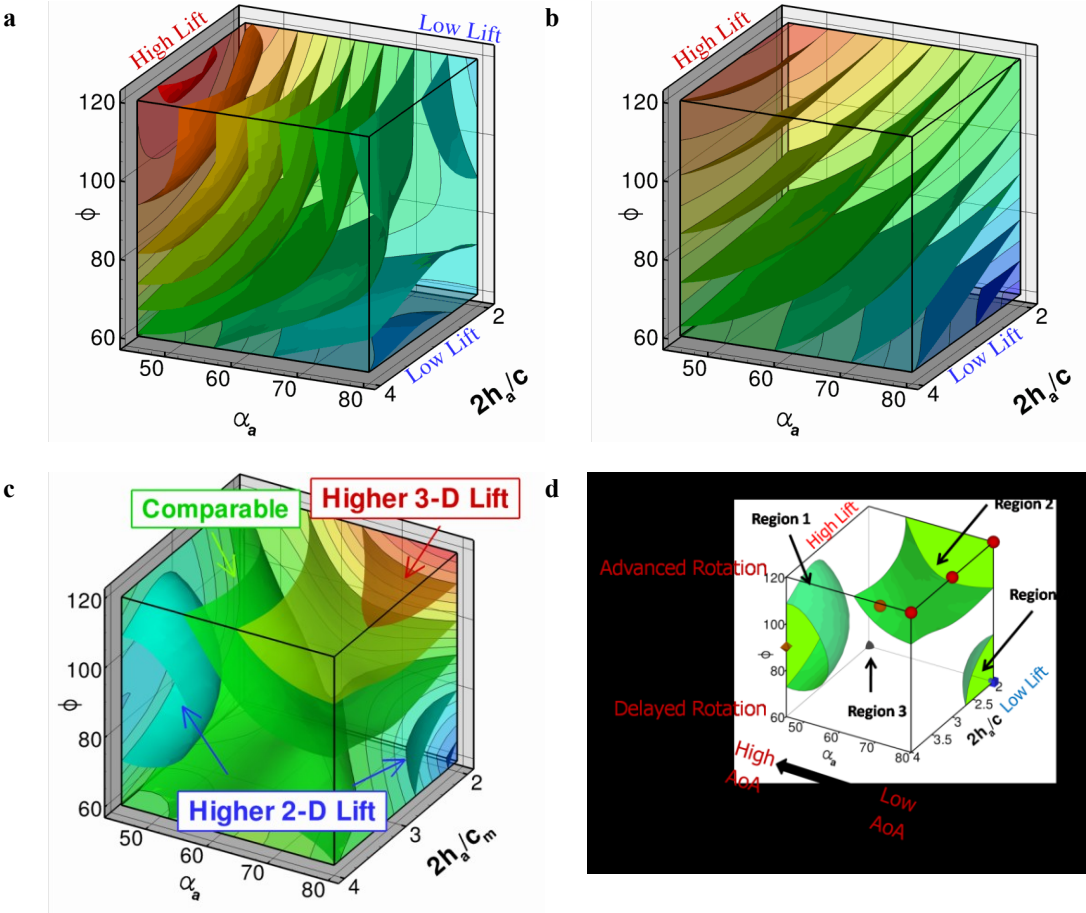 a
High Lift
Low Lift
120
100
80
60
ϕ
50
60
70
80
αa
4
2
2ha/c
Low Lift
b
High Lift
120
100
80
60
ϕ
50
60
70
80
αa
4
2
2ha/c
Low Lift
c
Comparable
Higher 3-D Lift
120
100
80
60
ϕ
Higher 2-D Lift
50
60
70
80
αa
4
3
2
2ha/cm
d
Region 1
High Lift
Region 2
Advanced Rotation
120
100
80
60
ϕ
Region
Delayed Rotation
Region 3
50
60
70
80
αa
4
3.5
3
2.5
2
2ha/c
Low Lift
High
AoA
Low
AoA